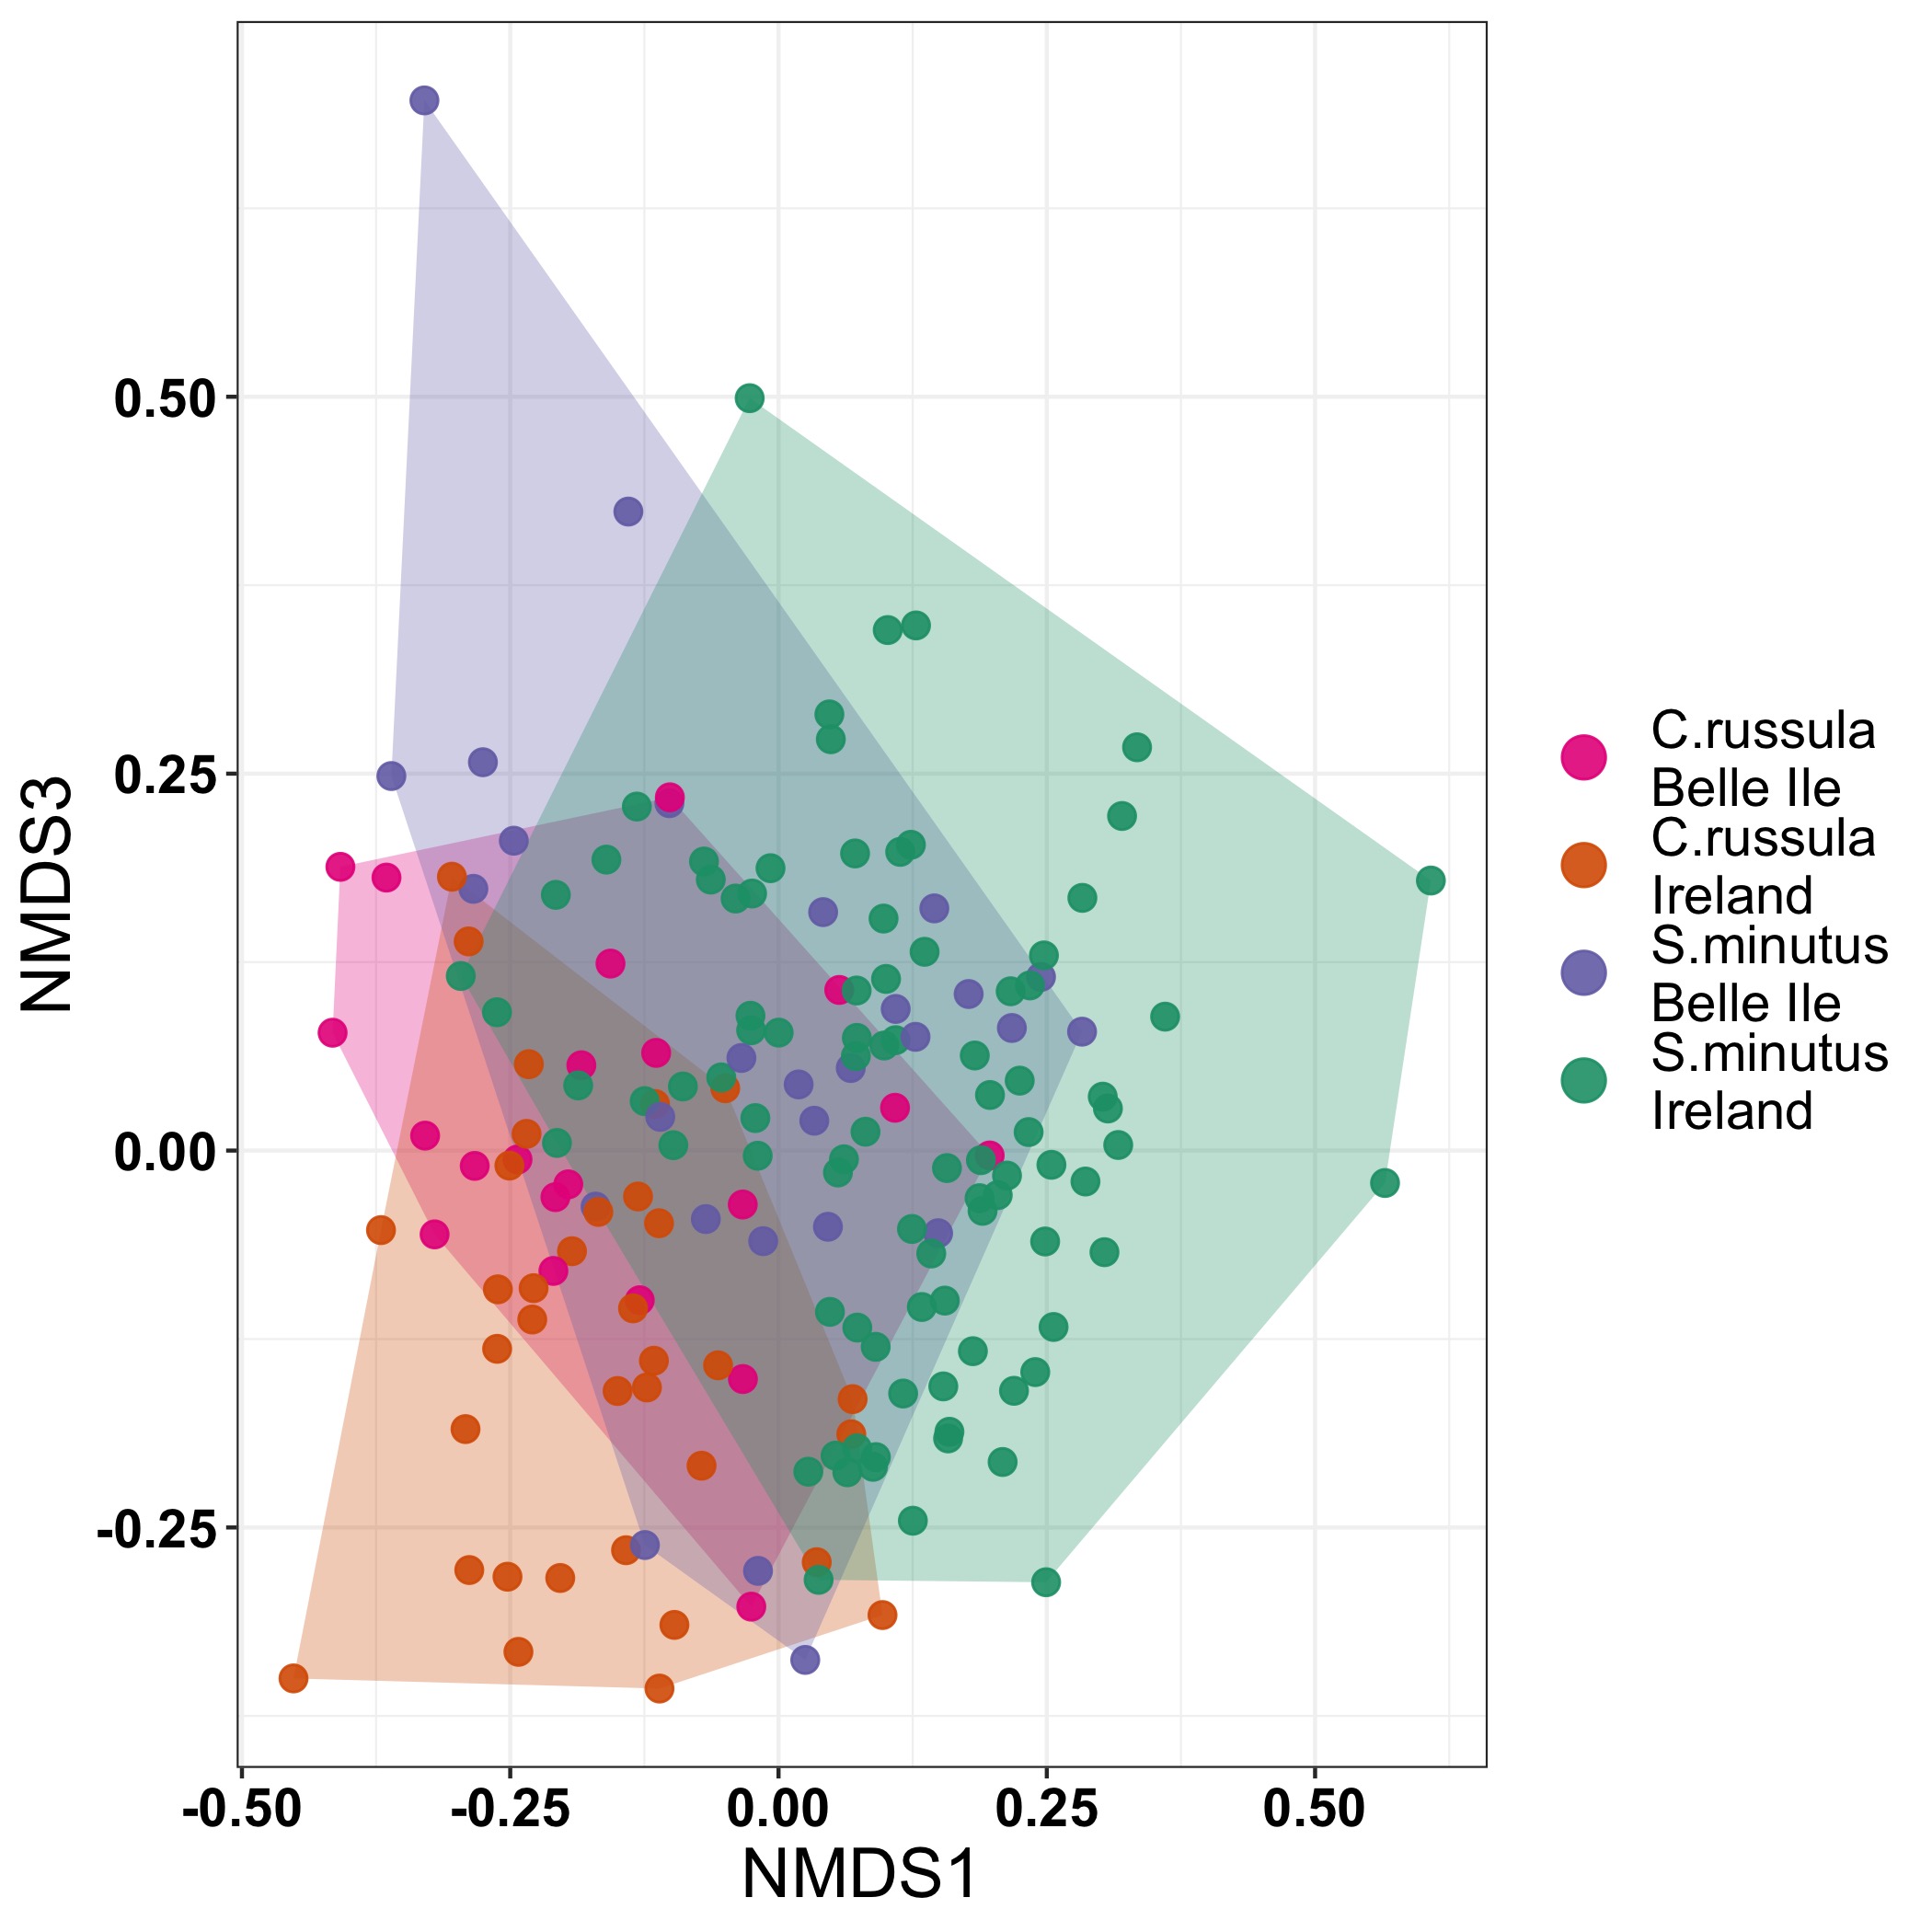 NMDS3
0.50
0.25
0.00
-0.25
-0.50
-0.25
0.00
0.25
0.50
NMDS1
C.russula
Belle Ile
C.russula
Ireland
S.minutus
Belle Ile
S.minutus
Ireland